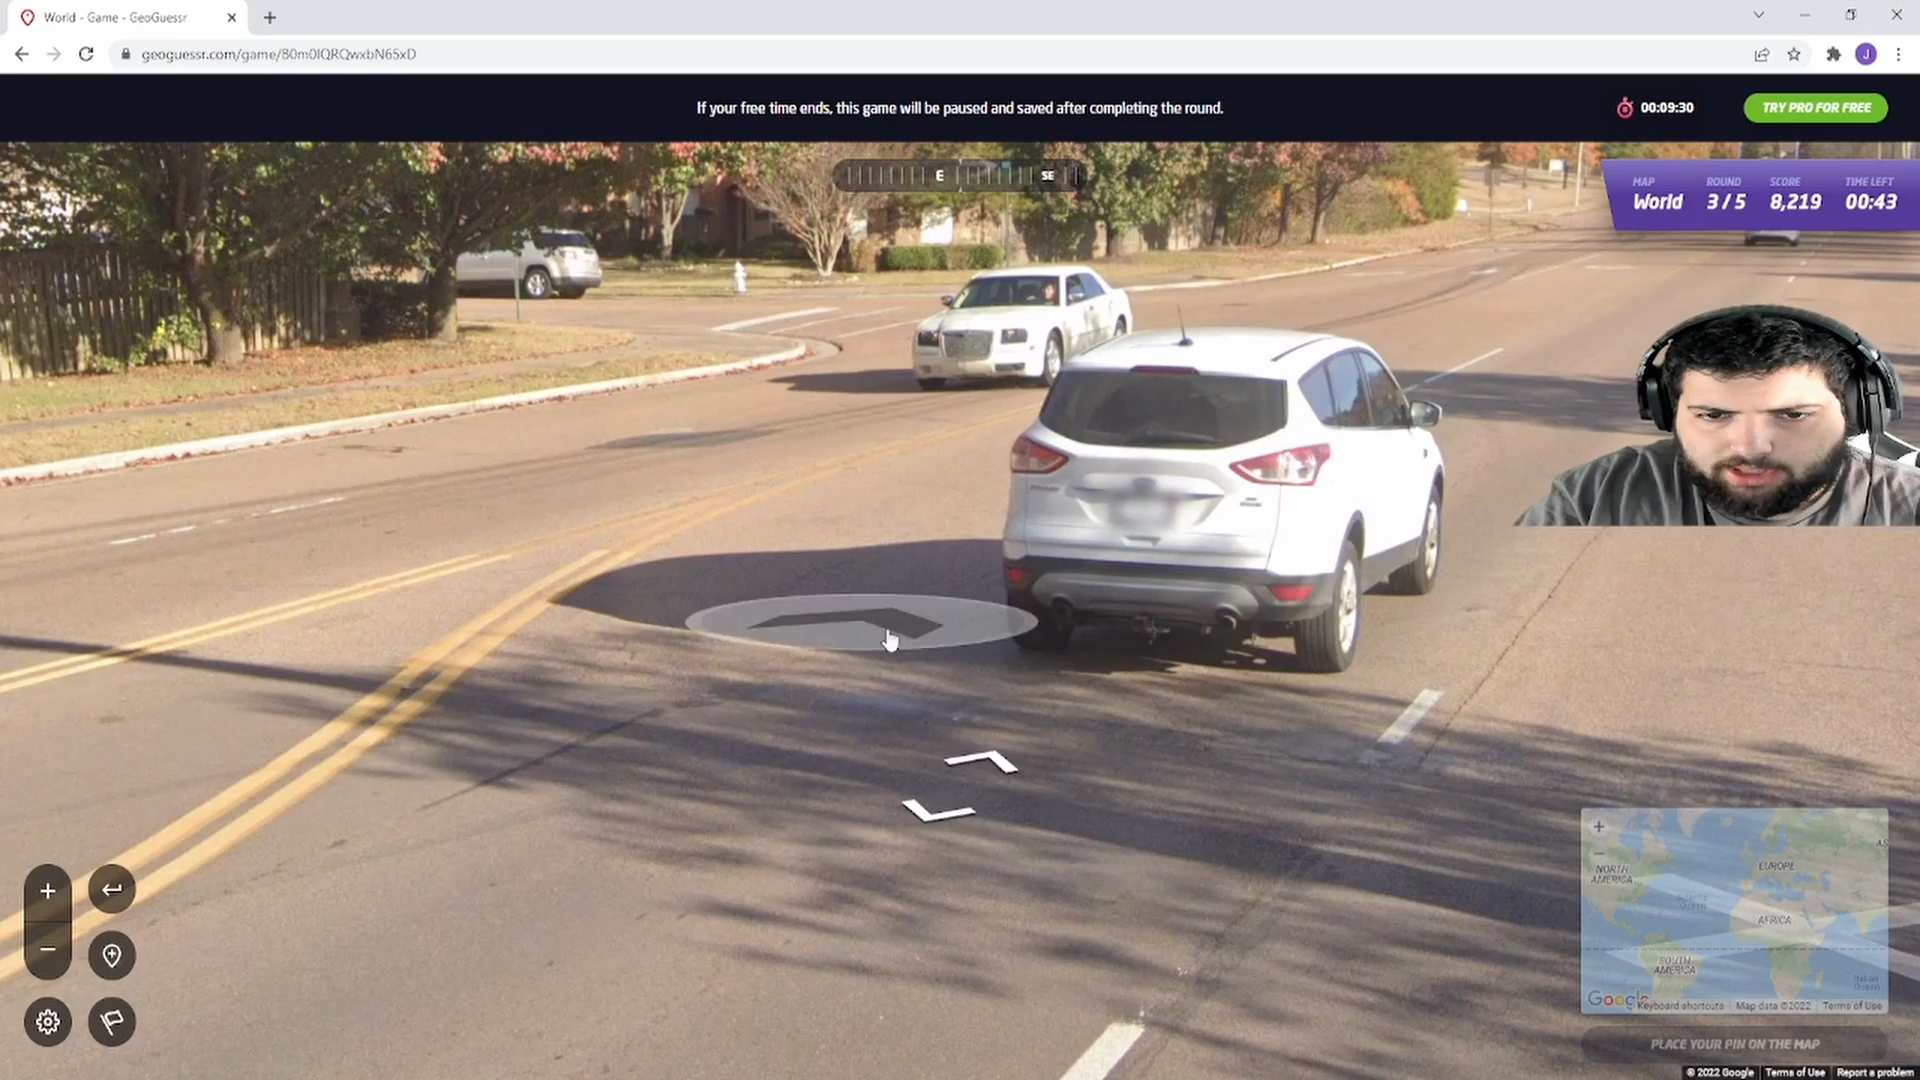 World - Game - GeoGuessr
geoguessr.com/game/B0m0IQRQwxbN65xD
J
If your free time ends, this game will be paused and saved after completing the round.
00:09:30
TRY PRO FOR FREE
E
SE
MAP ROUND SCORE TIME LEFT
World 3 / 5 8,219 00:43
NORTH AMERICA
EUROPE
AS
AFRICA
SOUTH AMERICA
Google
Keyboard shortcuts Map data ©2022 Terms of Use
PLACE YOUR PIN ON THE MAP
© 2022 Google Terms of Use Report a problem